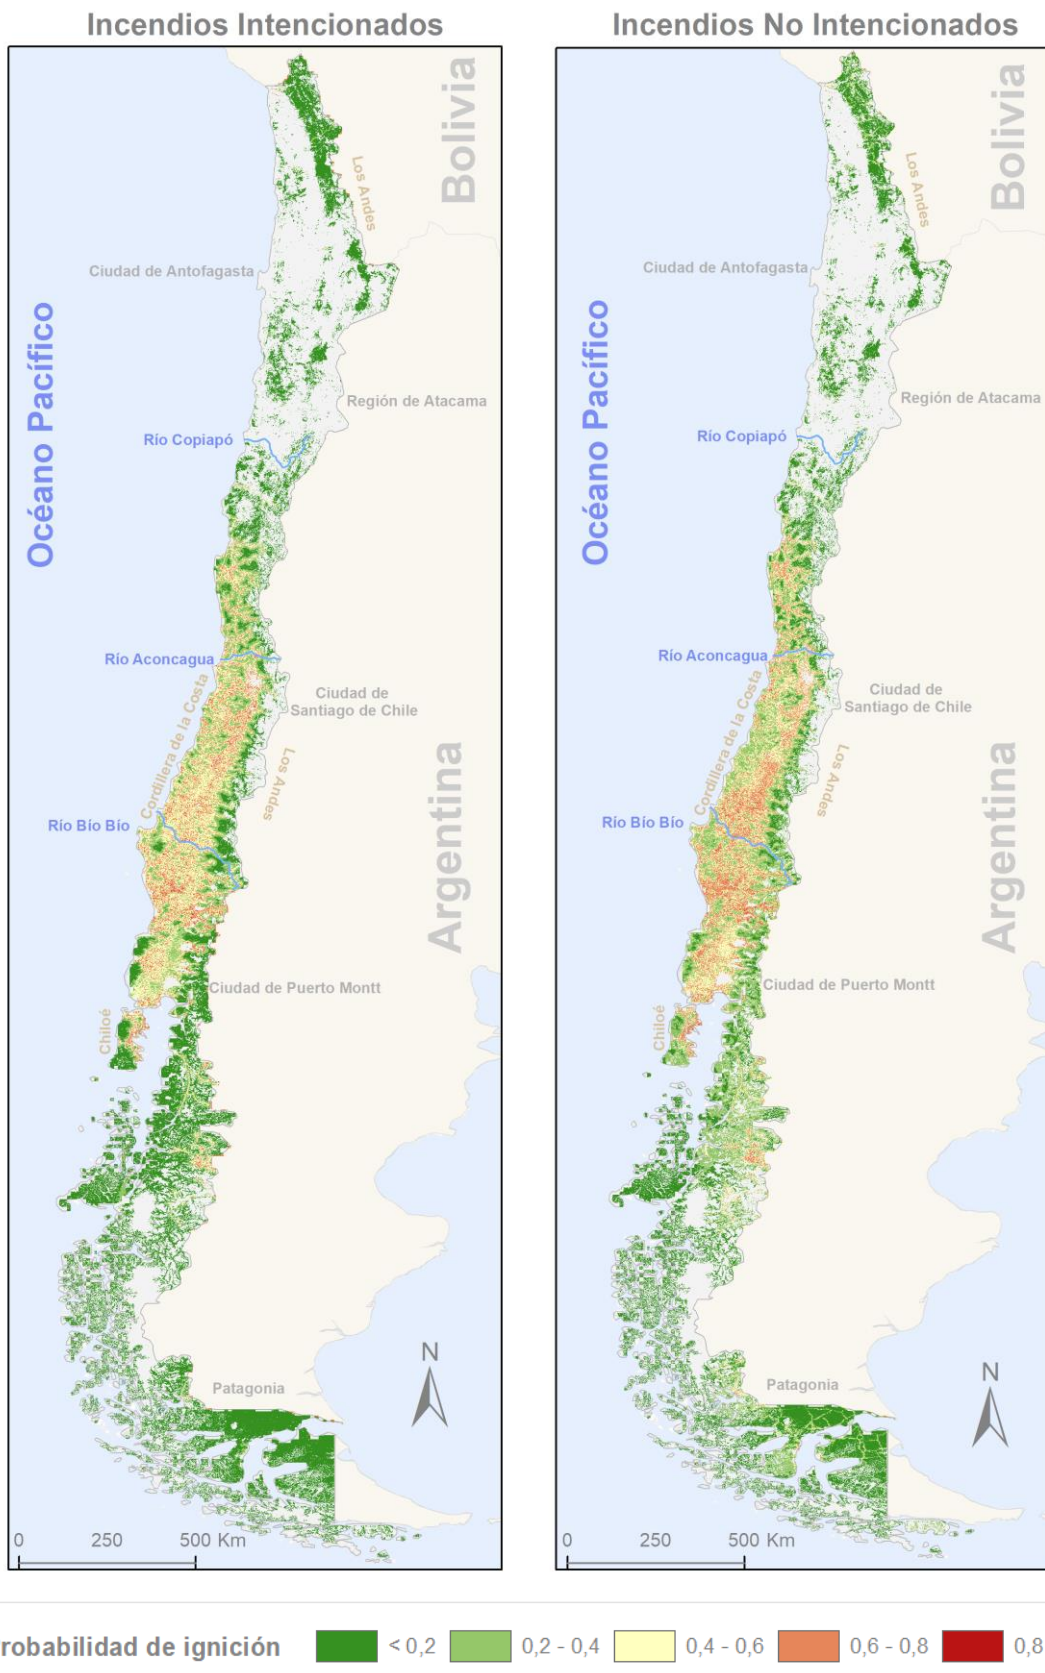 Incendios Intencionados
Bolivia
Los Andes
Ciudad de Antofagasta
Océano Pacífico
Región de Atacama
Río Copiapó
Río Aconcagua
Cordillera de la Costa
Ciudad de
Santiago de Chile
Los Andes
Río Bío Bío
Argentina
Ciudad de Puerto Montt
Chiloé
N
Patagonia
0 250 500 Km
Incendios No Intencionados
Bolivia
Los Andes
Ciudad de Antofagasta
Océano Pacífico
Región de Atacama
Río Copiapó
Río Aconcagua
Cordillera de la Costa
Ciudad de
Santiago de Chile
Los Andes
Río Bío Bío
Argentina
Ciudad de Puerto Montt
Chiloé
N
Patagonia
0 250 500 Km
robabilidad de ignición < 0,2 0,2 - 0,4 0,4 - 0,6 0,6 - 0,8 0,8